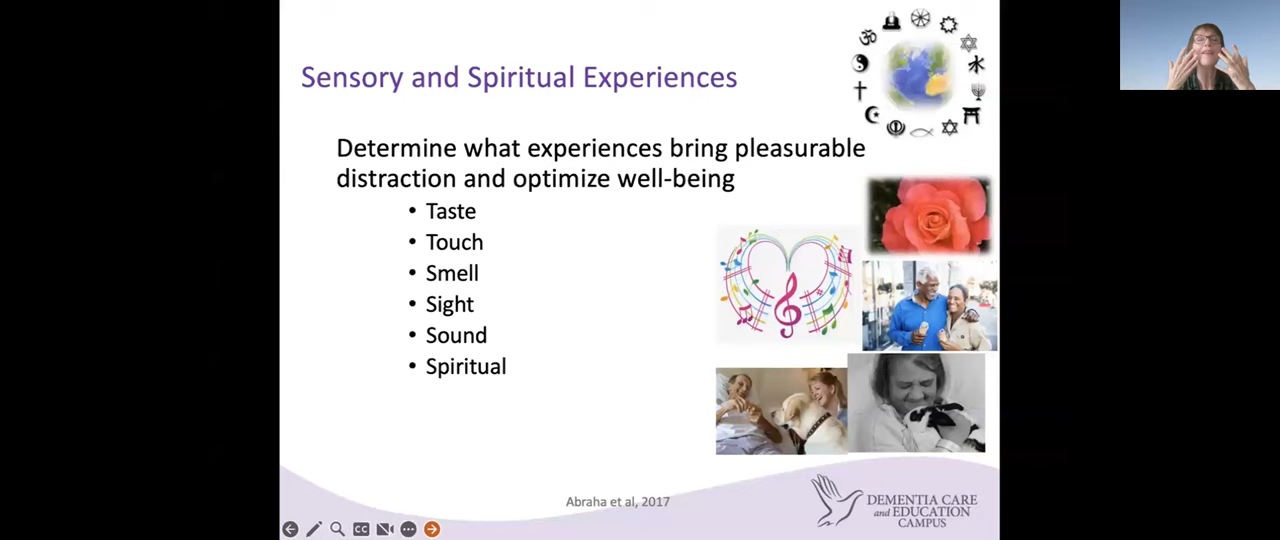 Sensory and Spiritual Experiences
Determine what experiences bring pleasurable
distraction and optimize well-being
• Taste
• Touch
• Smell
• Sight
• Sound
• Spiritual
Abraha et al, 2017
DEMENTIA CARE
and EDUCATION
CAMPUS
CC